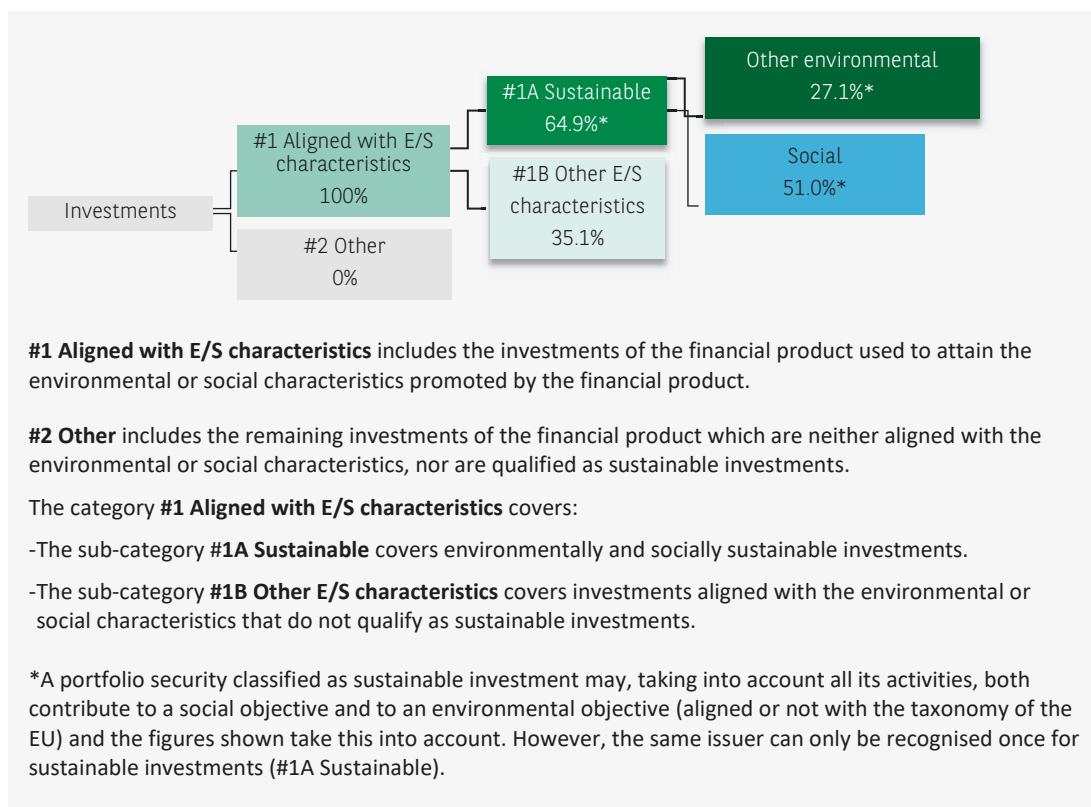 Investments
#1 Aligned with E/S
characteristics
100%
#2 Other
0%
#1A Sustainable
64.9%*
#1B Other E/S
characteristics
35.1%
Other environmental
27.1%*
Social
51.0%*
#1 Aligned with E/S characteristics includes the investments of the financial product used to attain the
environmental or social characteristics promoted by the financial product.
#2 Other includes the remaining investments of the financial product which are neither aligned with the
environmental or social characteristics, nor are qualified as sustainable investments.
The category #1 Aligned with E/S characteristics covers:
-The sub-category #1A Sustainable covers environmentally and socially sustainable investments.
-The sub-category #1B Other E/S characteristics covers investments aligned with the environmental or
social characteristics that do not qualify as sustainable investments.
*A portfolio security classified as sustainable investment may, taking into account all its activities, both
contribute to a social objective and to an environmental objective (aligned or not with the taxonomy of the
EU) and the figures shown take this into account. However, the same issuer can only be recognised once for
sustainable investments (#1A Sustainable).